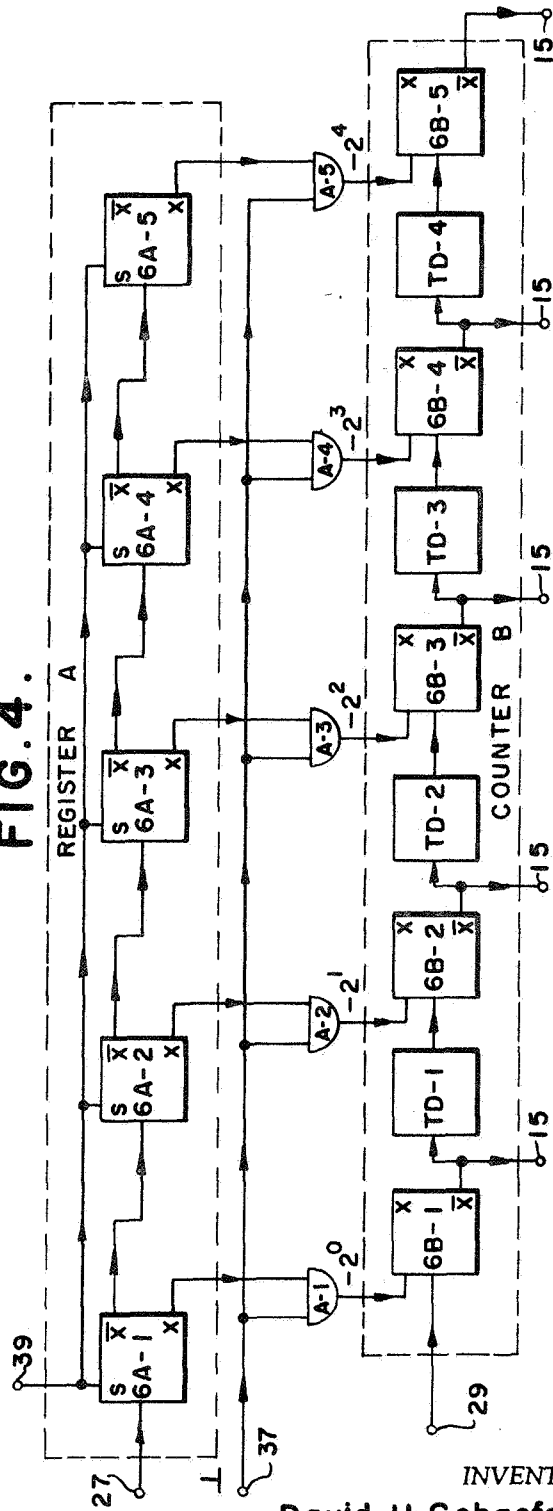 FIG. 4.
39
REGISTER A
S X̄ 6A-1 X
S X̄ 6A-2 X
S X̄ 6A-3 X
S X̄ 6A-4 X
S X̄ 6A-5 X
27
37
A-1 -2⁰
A-2 -2¹
A-3 -2²
A-4 -2³
A-5 -2⁴
X 6B-1 X̄
TD-1
X 6B-2 X̄
TD-2
X 6B-3 X̄
TD-3
X 6B-4 X̄
TD-4
X 6B-5 X̄
29
COUNTER B
15
15
15
15
15
INVENT
David H. Schaef